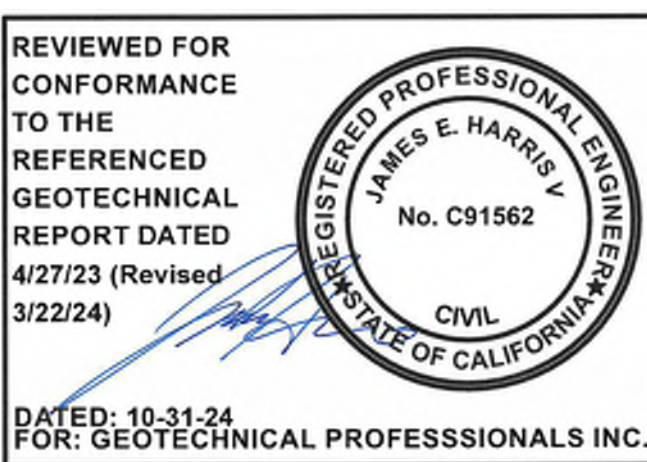 REVIEWED FOR
CONFORMANCE
TO THE
REFERENCED
GEOTECHNICAL
REPORT DATED
4/27/23 (Revised
3/22/24)
REGISTERED PROFESSIONAL ENGINEER
JAMES E. HARRIS V
No. C91562
CIVIL
STATE OF CALIFORNIA
DATED: 10-31-24
FOR: GEOTECHNICAL PROFESSSIONALS INC.